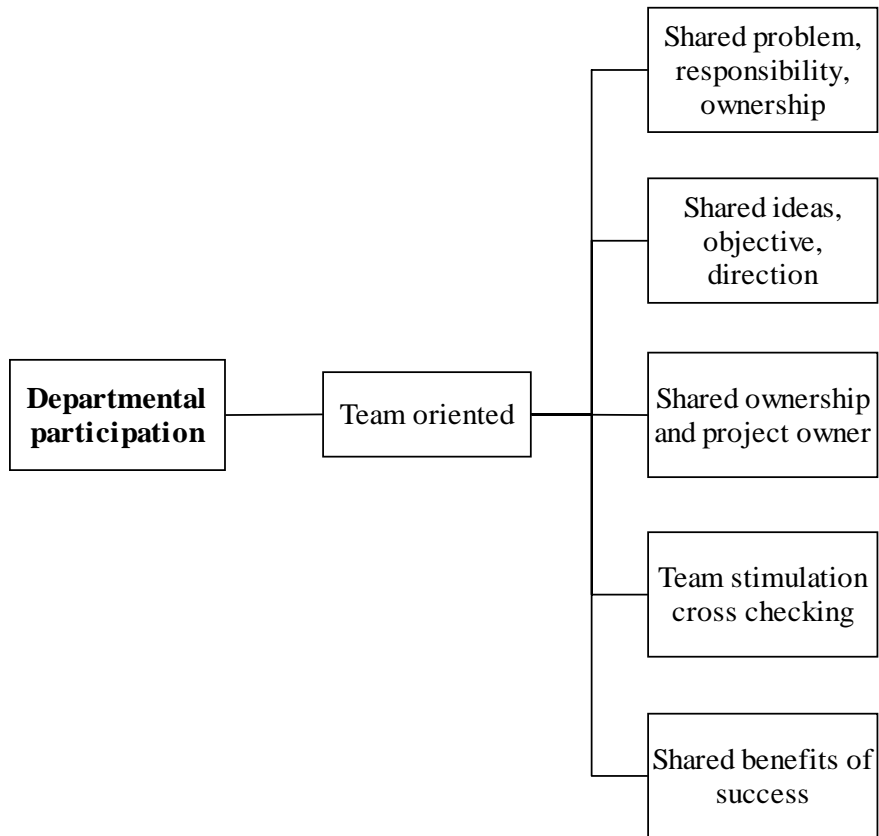 Shared problem,
responsibility,
ownership
Shared ideas,
objective,
direction
Departmental
participation
Team oriented
Shared ownership
and project owner
Team stimulation
cross checking
Shared benefits of
success